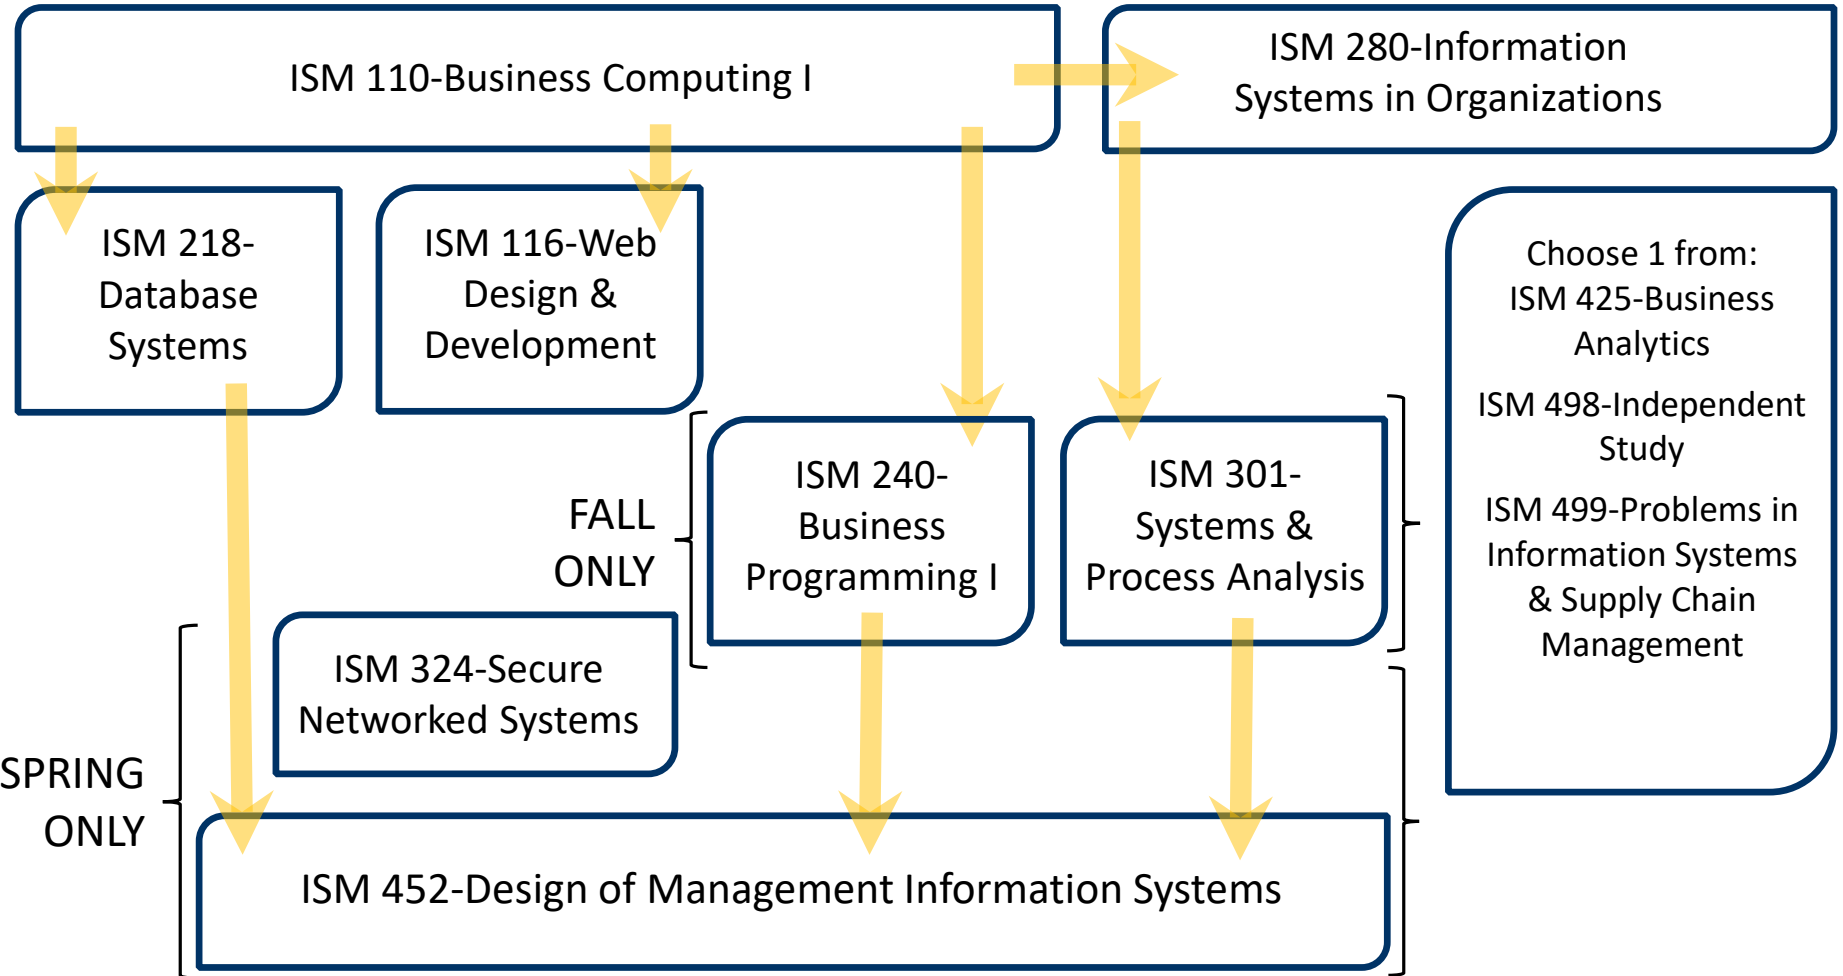 ISM 110-Business Computing I
ISM 280-Information
Systems in Organizations
ISM 218-
Database
Systems
ISM 116-Web
Design &
Development
Choose 1 from:
ISM 425-Business
Analytics
ISM 498-Independent
Study
ISM 499-Problems in
Information Systems
& Supply Chain
Management
FALL
ONLY
ISM 240-
Business
Programming I
ISM 301-
Systems &
Process Analysis
ISM 324-Secure
Networked Systems
SPRING
ONLY
ISM 452-Design of Management Information Systems